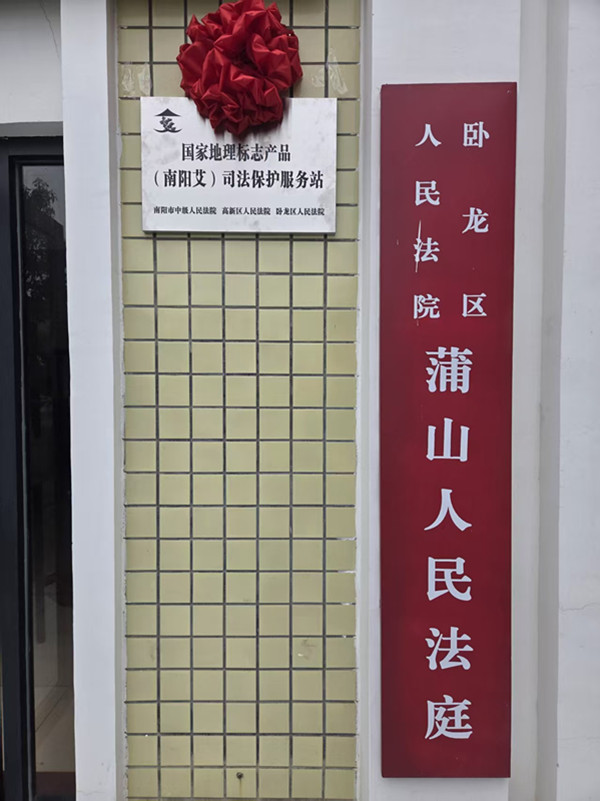 国家地理标志产品
（南阳艾）司法保护服务站
南阳市中级人民法院 高新区人民法院 卧龙区人民法院
卧龙区
人民法院
蒲山人民法庭